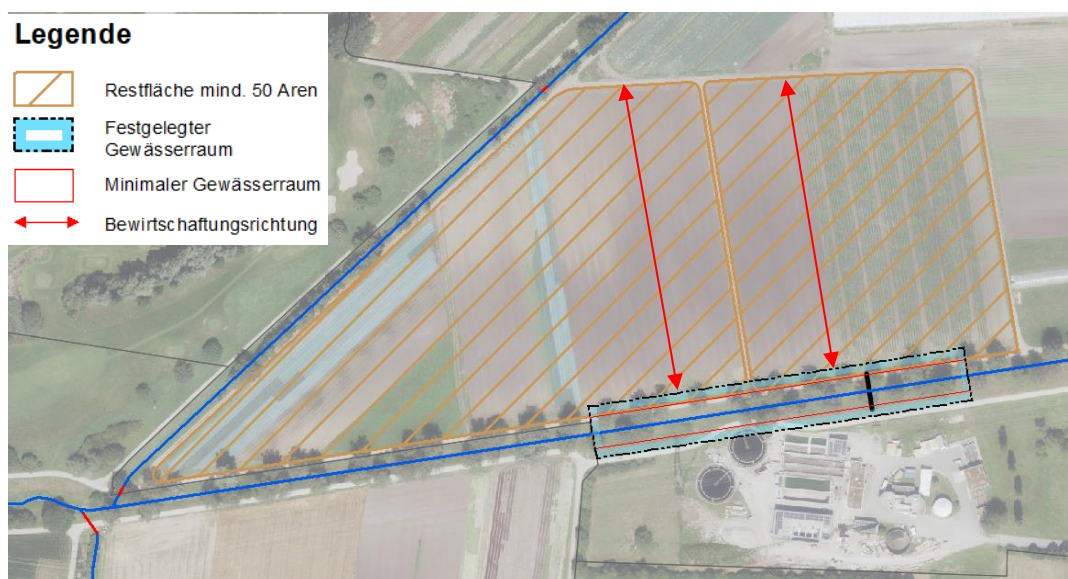 Legende
Restfläche mind. 50 Aren
Festgelegter
Gewässerraum
Minimaler Gewässerraum
Bewirtschaftungsrichtung